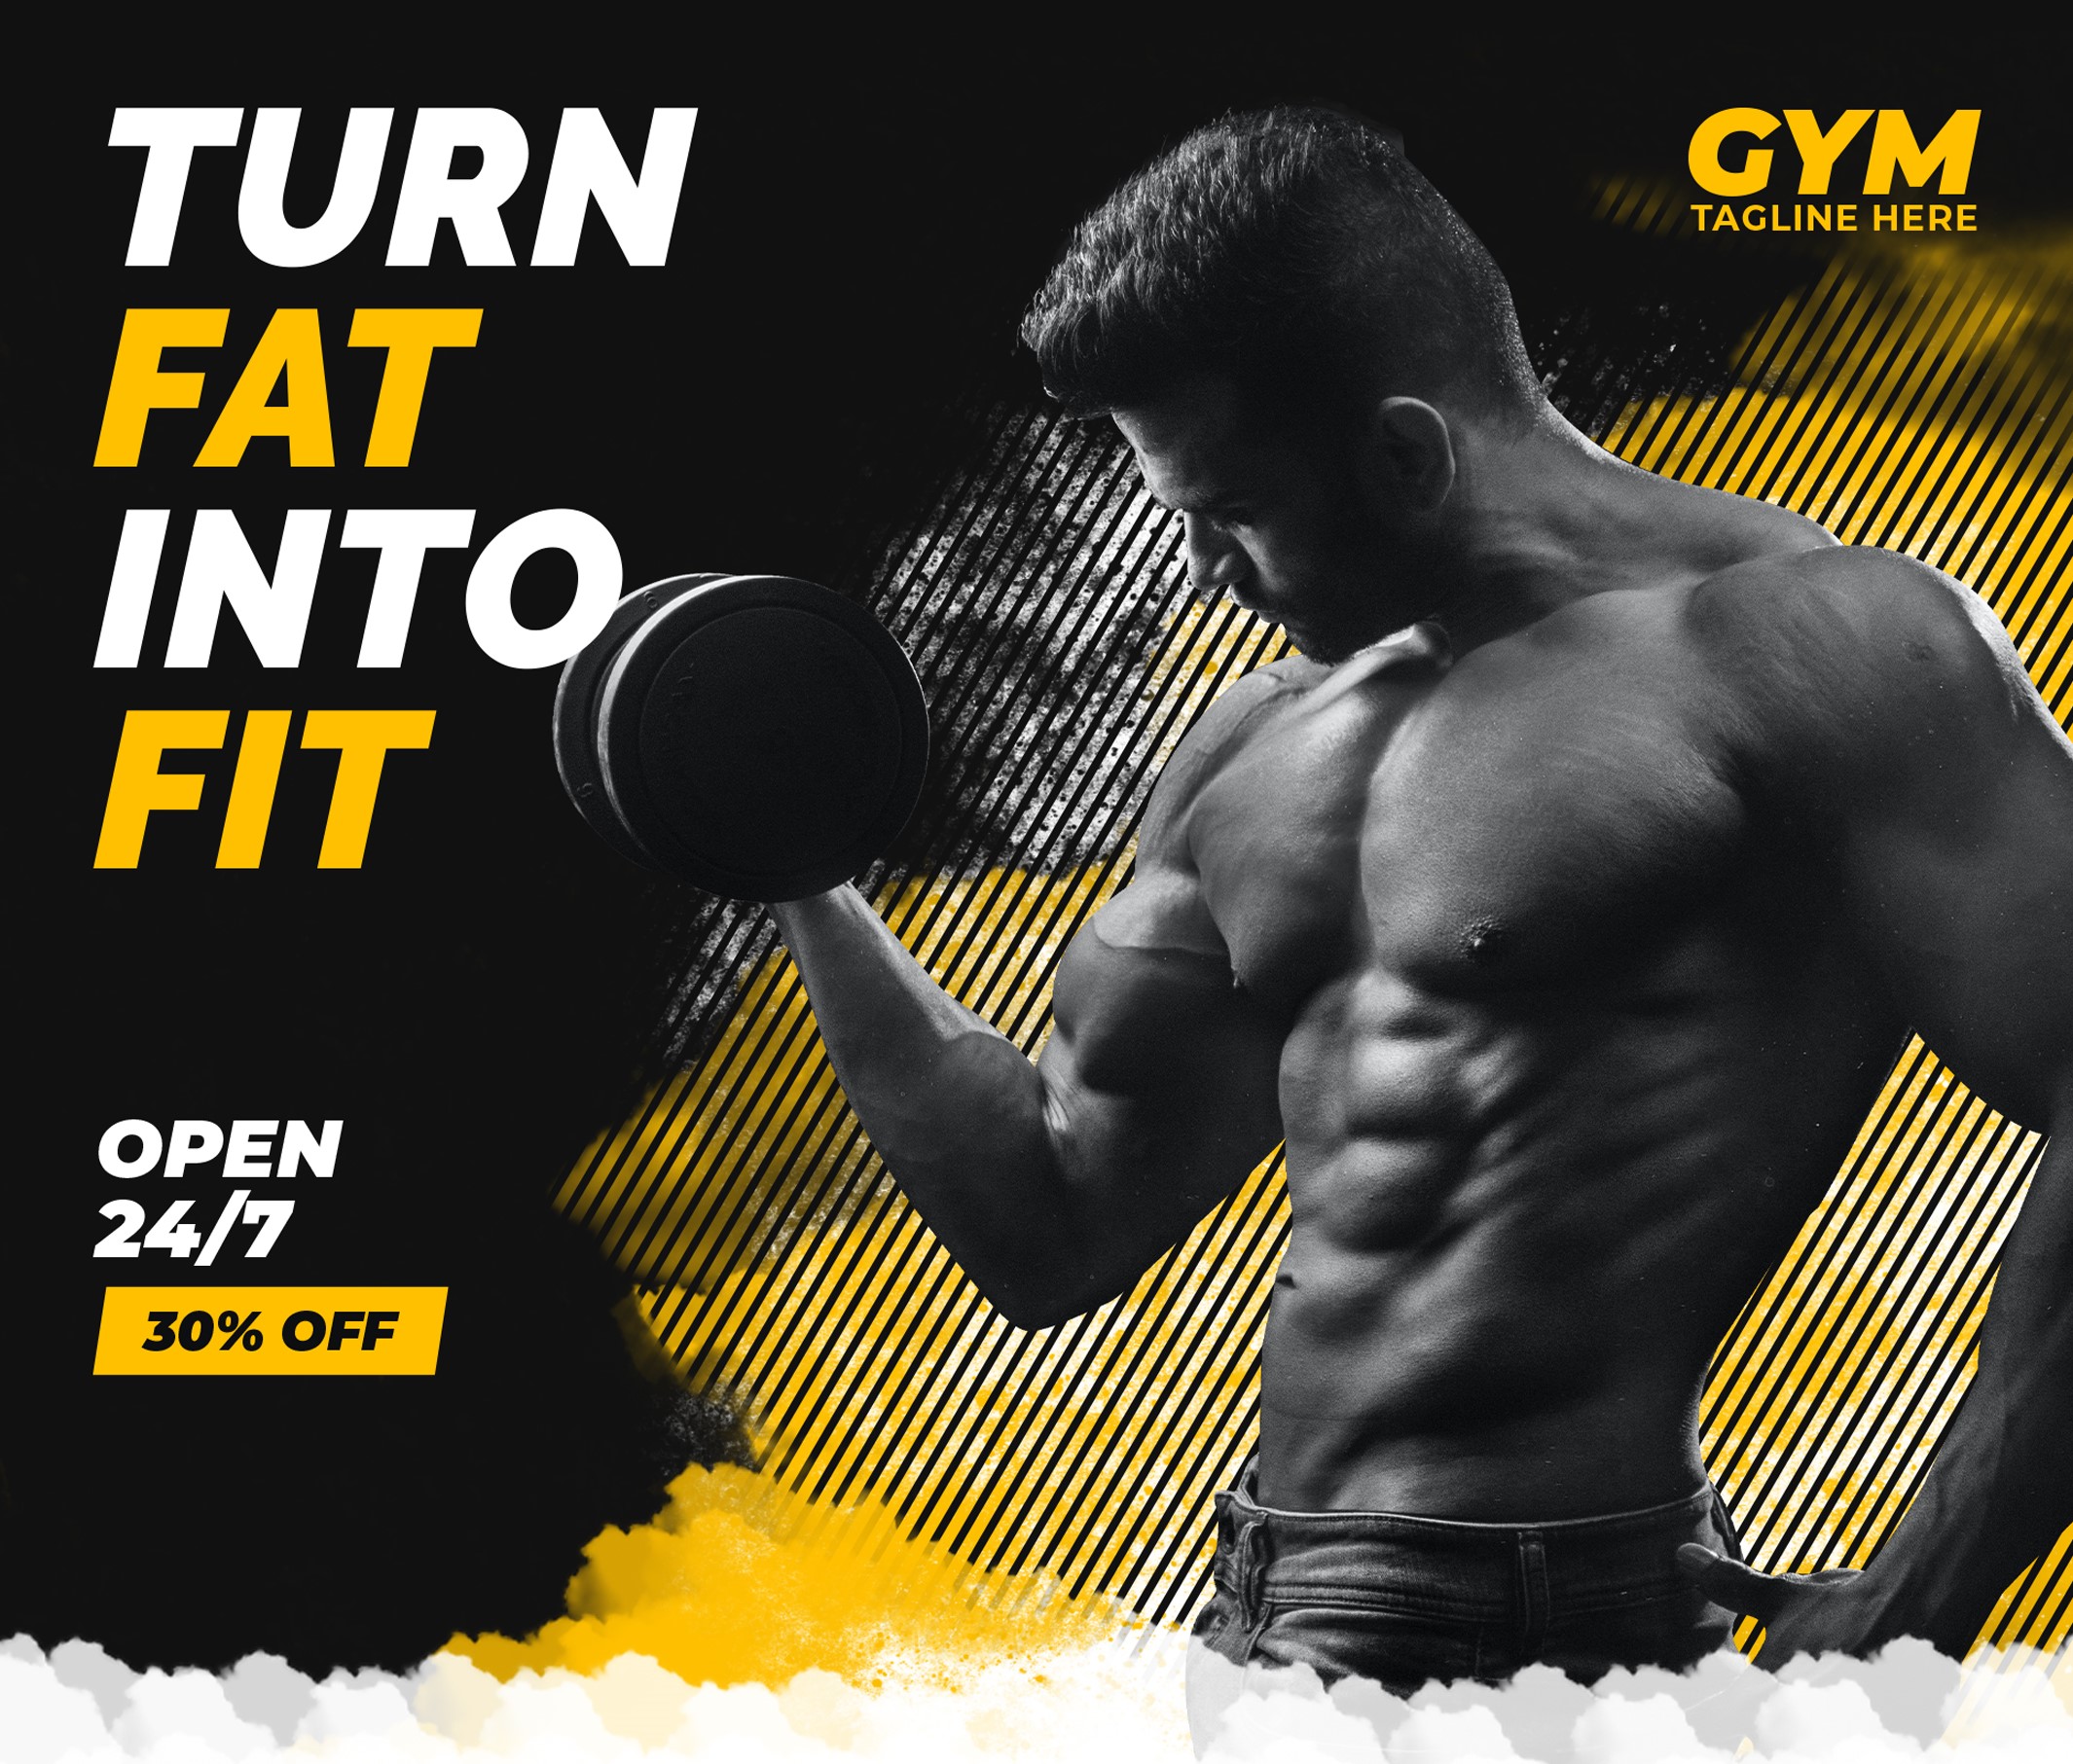 TURN
FAT
INTO
FIT
GYM
TAGLINE HERE
OPEN
24/7
30% OFF